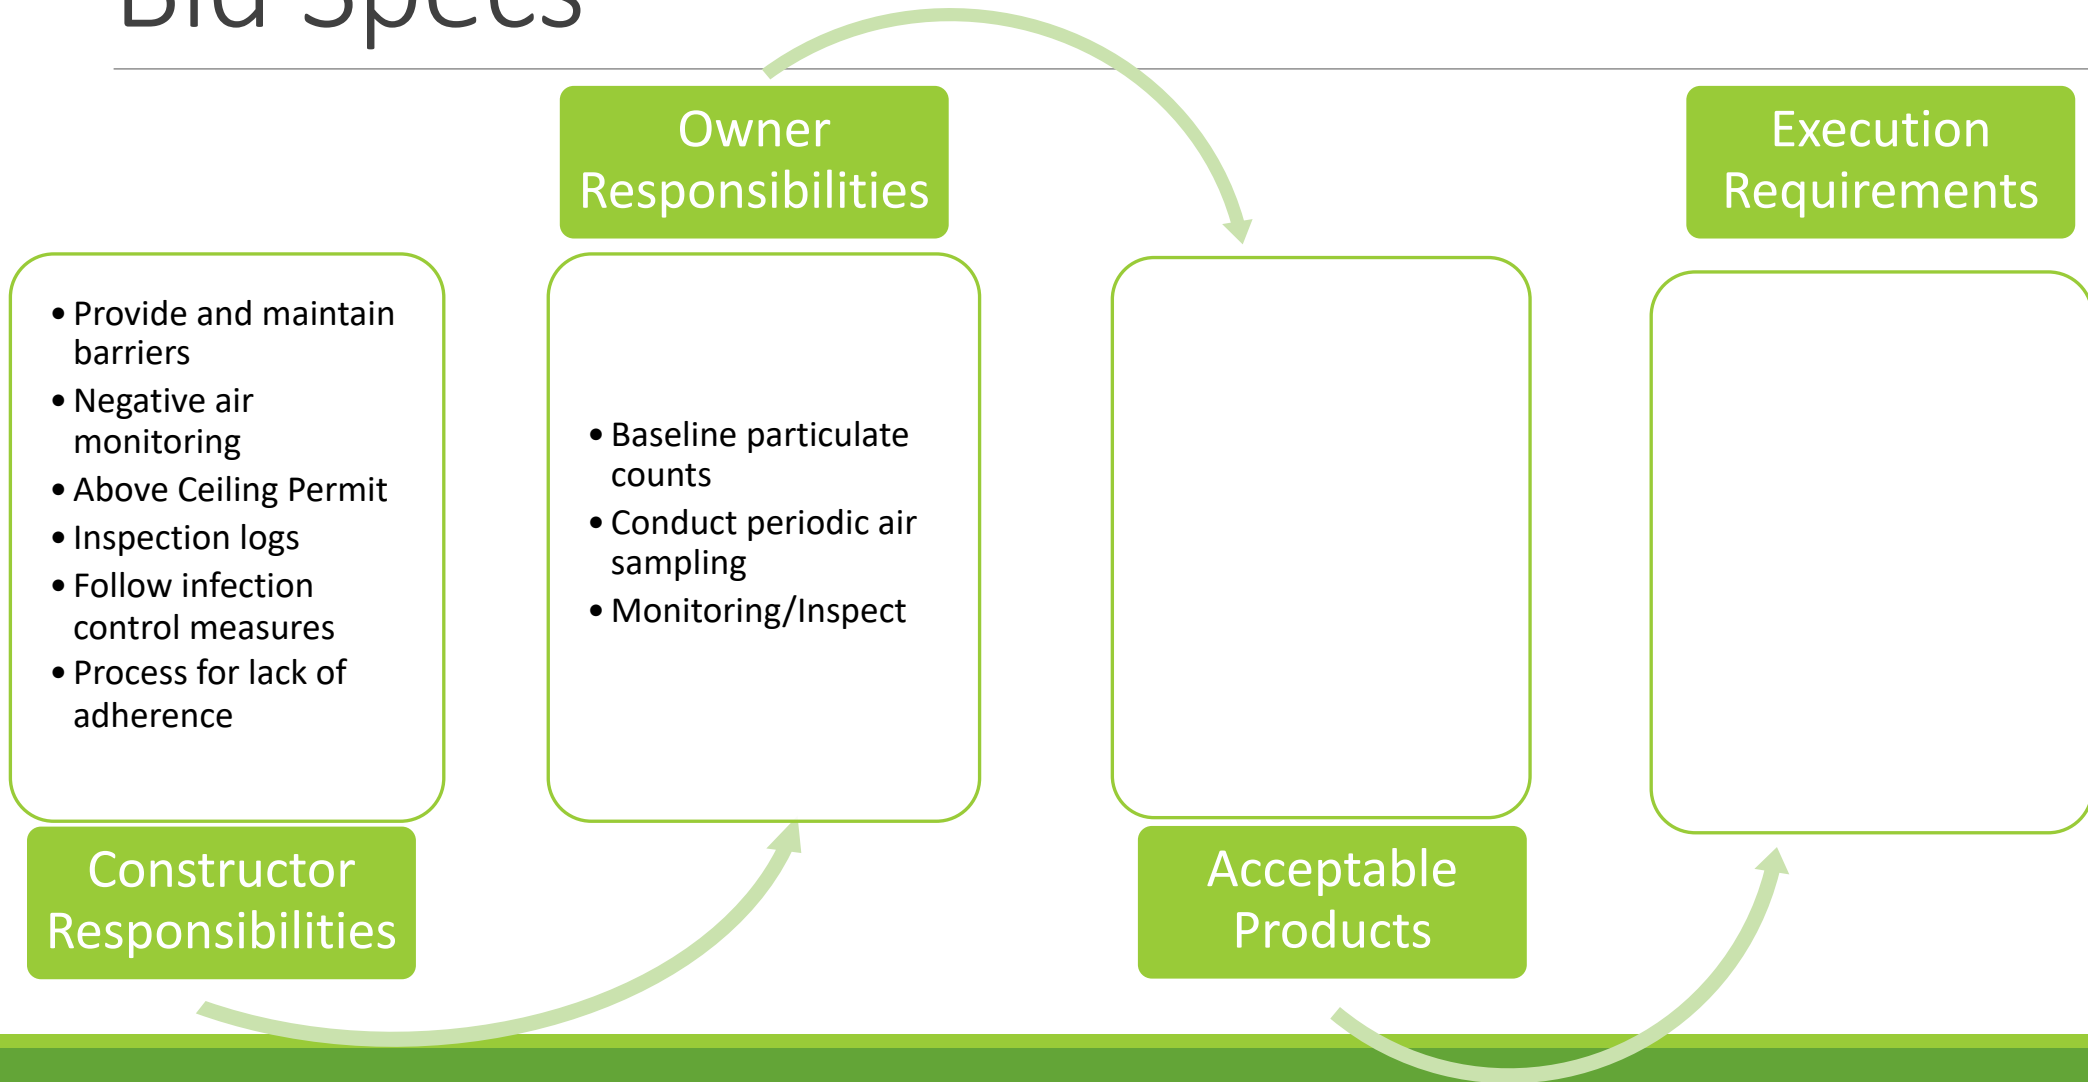 Bid Specs
Owner
Responsibilities
Execution
Requirements
• Provide and maintain
barriers
• Negative air
monitoring
• Above Ceiling Permit
• Inspection logs
• Follow infection
control measures
• Process for lack of
adherence
• Baseline particulate
counts
• Conduct periodic air
sampling
• Monitoring/Inspect
Constructor
Responsibilities
Acceptable
Products